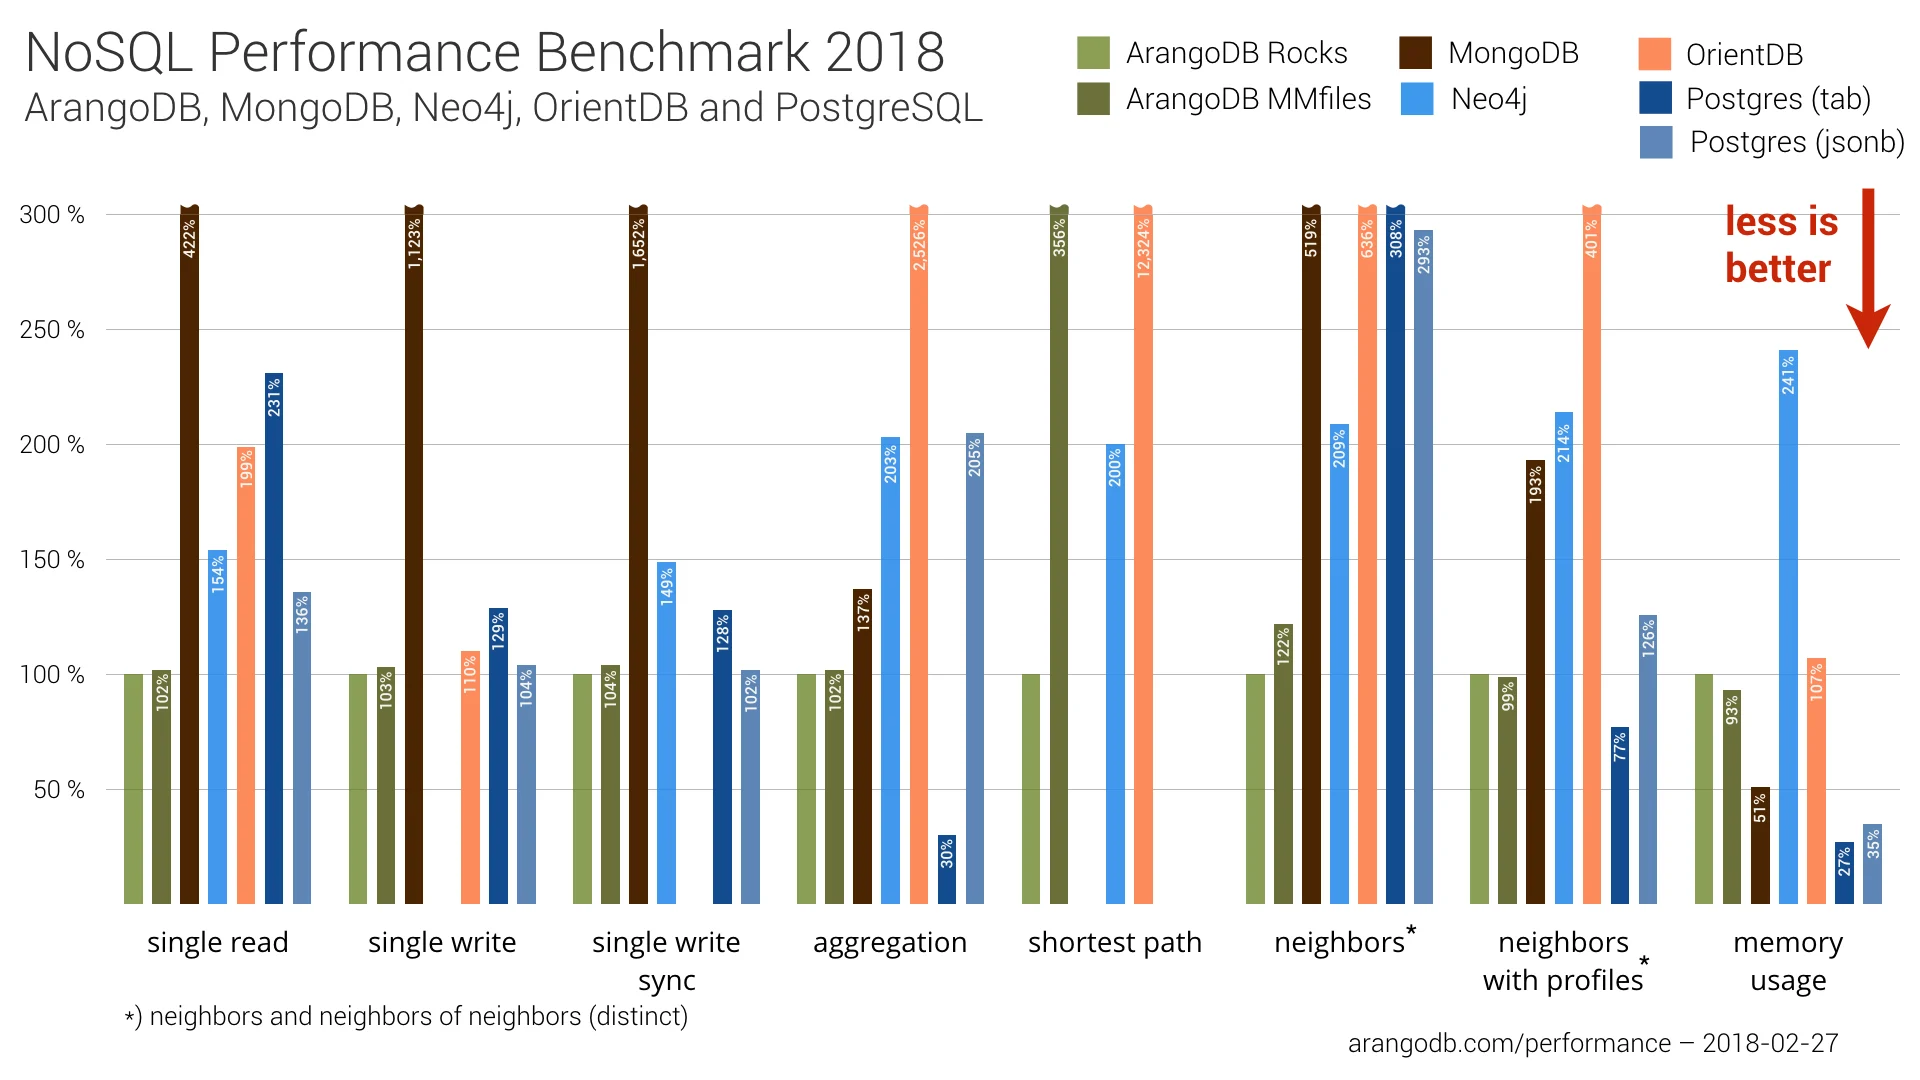 NoSQL Performance Benchmark 2018
ArangoDB, MongoDB, Neo4j, OrientDB and PostgreSQL
ArangoDB Rocks
ArangoDB MMfiles
MongoDB
Neo4j
OrientDB
Postgres (tab)
Postgres (jsonb)
less is
better
300 %
250 %
200 %
150 %
100 %
50 %
102%
422%
154%
199%
231%
136%
single read
103%
1,123%
110%
129%
104%
single write
104%
1,652%
149%
128%
102%
single write
sync
102%
137%
203%
2,526%
30%
205%
aggregation
356%
200%
12,324%
shortest path
122%
519%
209%
636%
308%
293%
neighbors*
99%
193%
214%
401%
77%
126%
neighbors
with profiles*
93%
51%
241%
107%
27%
35%
memory
usage
*) neighbors and neighbors of neighbors (distinct)
arangodb.com/performance – 2018-02-27